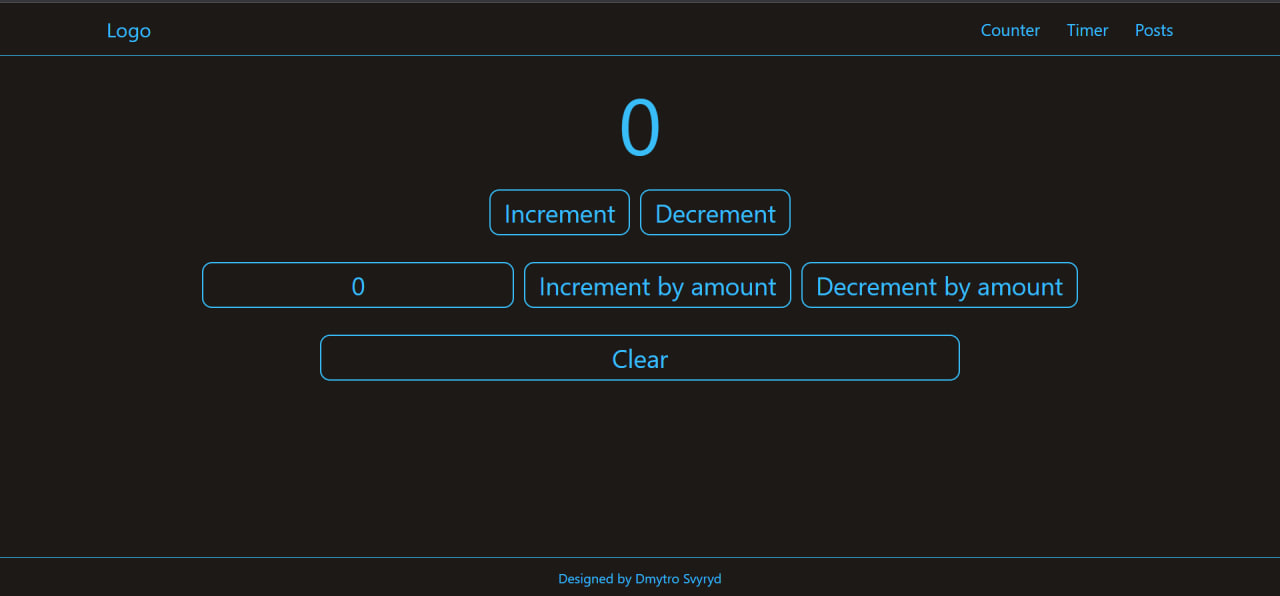 Logo Counter Timer Posts
0
Increment Decrement
0 Increment by amount Decrement by amount
Clear
Designed by Dmytro Svyryd